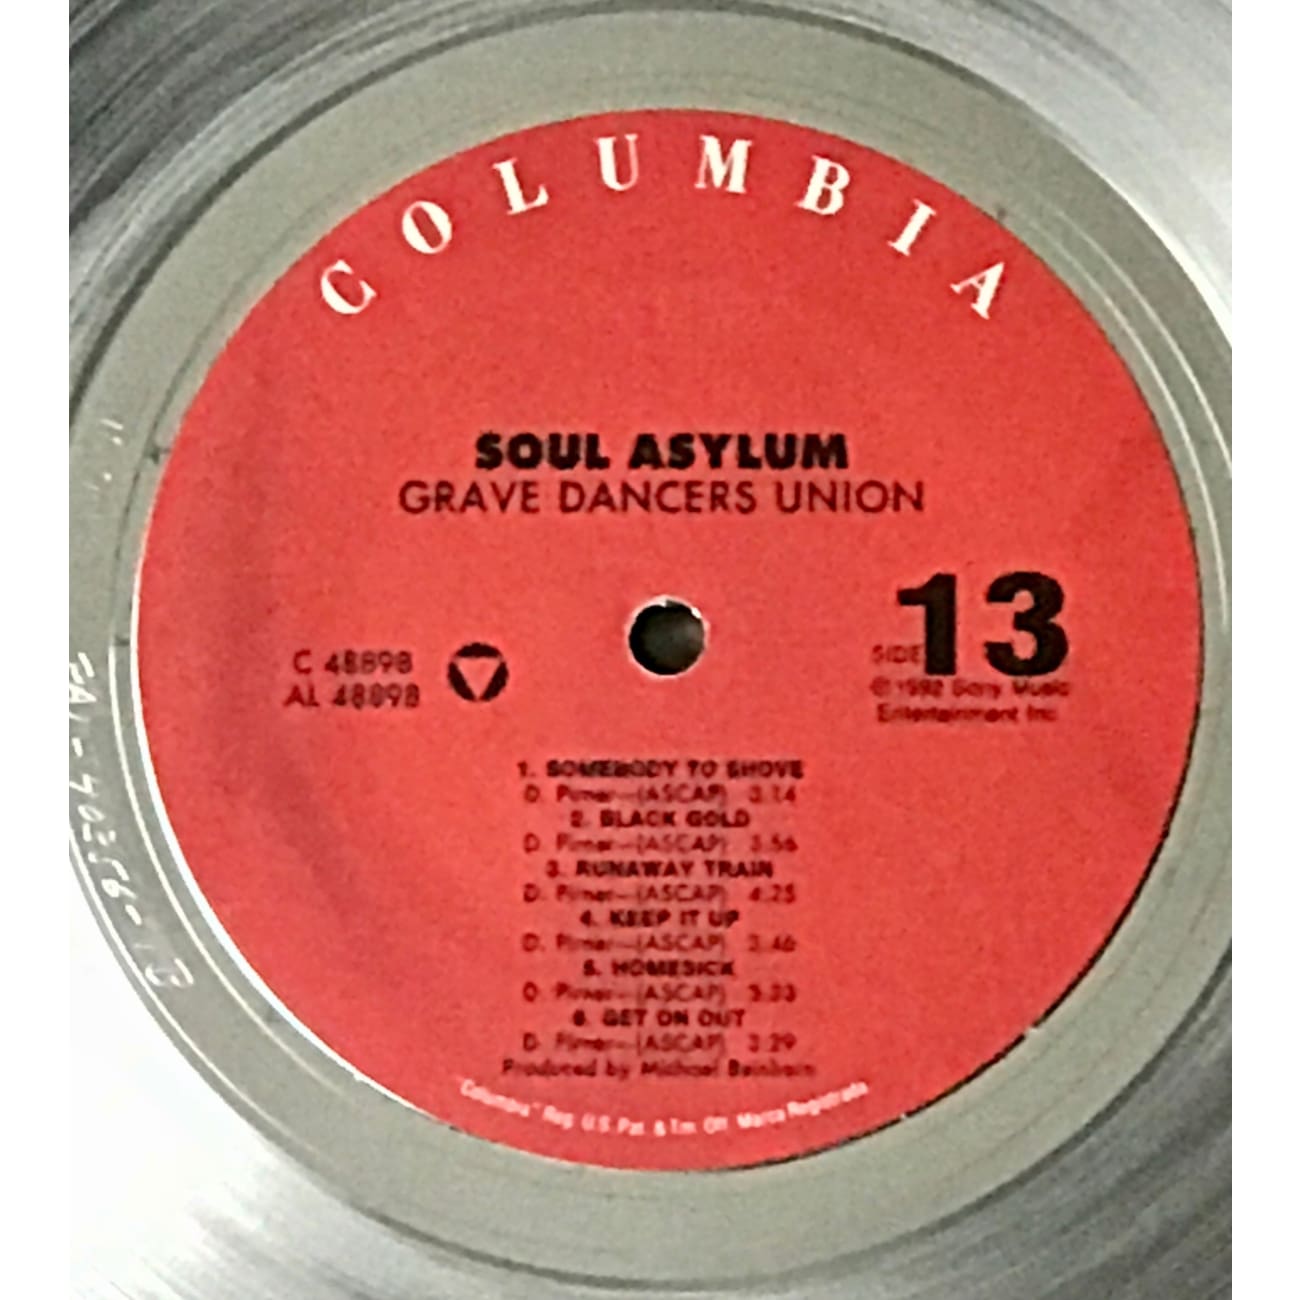 COLUMBIA
SOUL ASYLUM
GRAVE DANCERS UNION
13
SIDE
C 48898
AL 48898
℗ 1992 Sony Music
Entertainment Inc.
1. SOMEBODY TO SHOVE
D. Pirner—(ASCAP) 3:14
2. BLACK GOLD
D. Pirner—(ASCAP) 3:56
3. RUNAWAY TRAIN
D. Pirner—(ASCAP) 4:25
4. KEEP IT UP
D. Pirner—(ASCAP) 3:46
5. HOMESICK
D. Pirner—(ASCAP) 3:33
6. GET ON OUT
D. Pirner—(ASCAP) 3:29
Produced by Michael Beinhorn
"Columbia" Reg. U.S. Pat. & Tm. Off. Marca Registrada